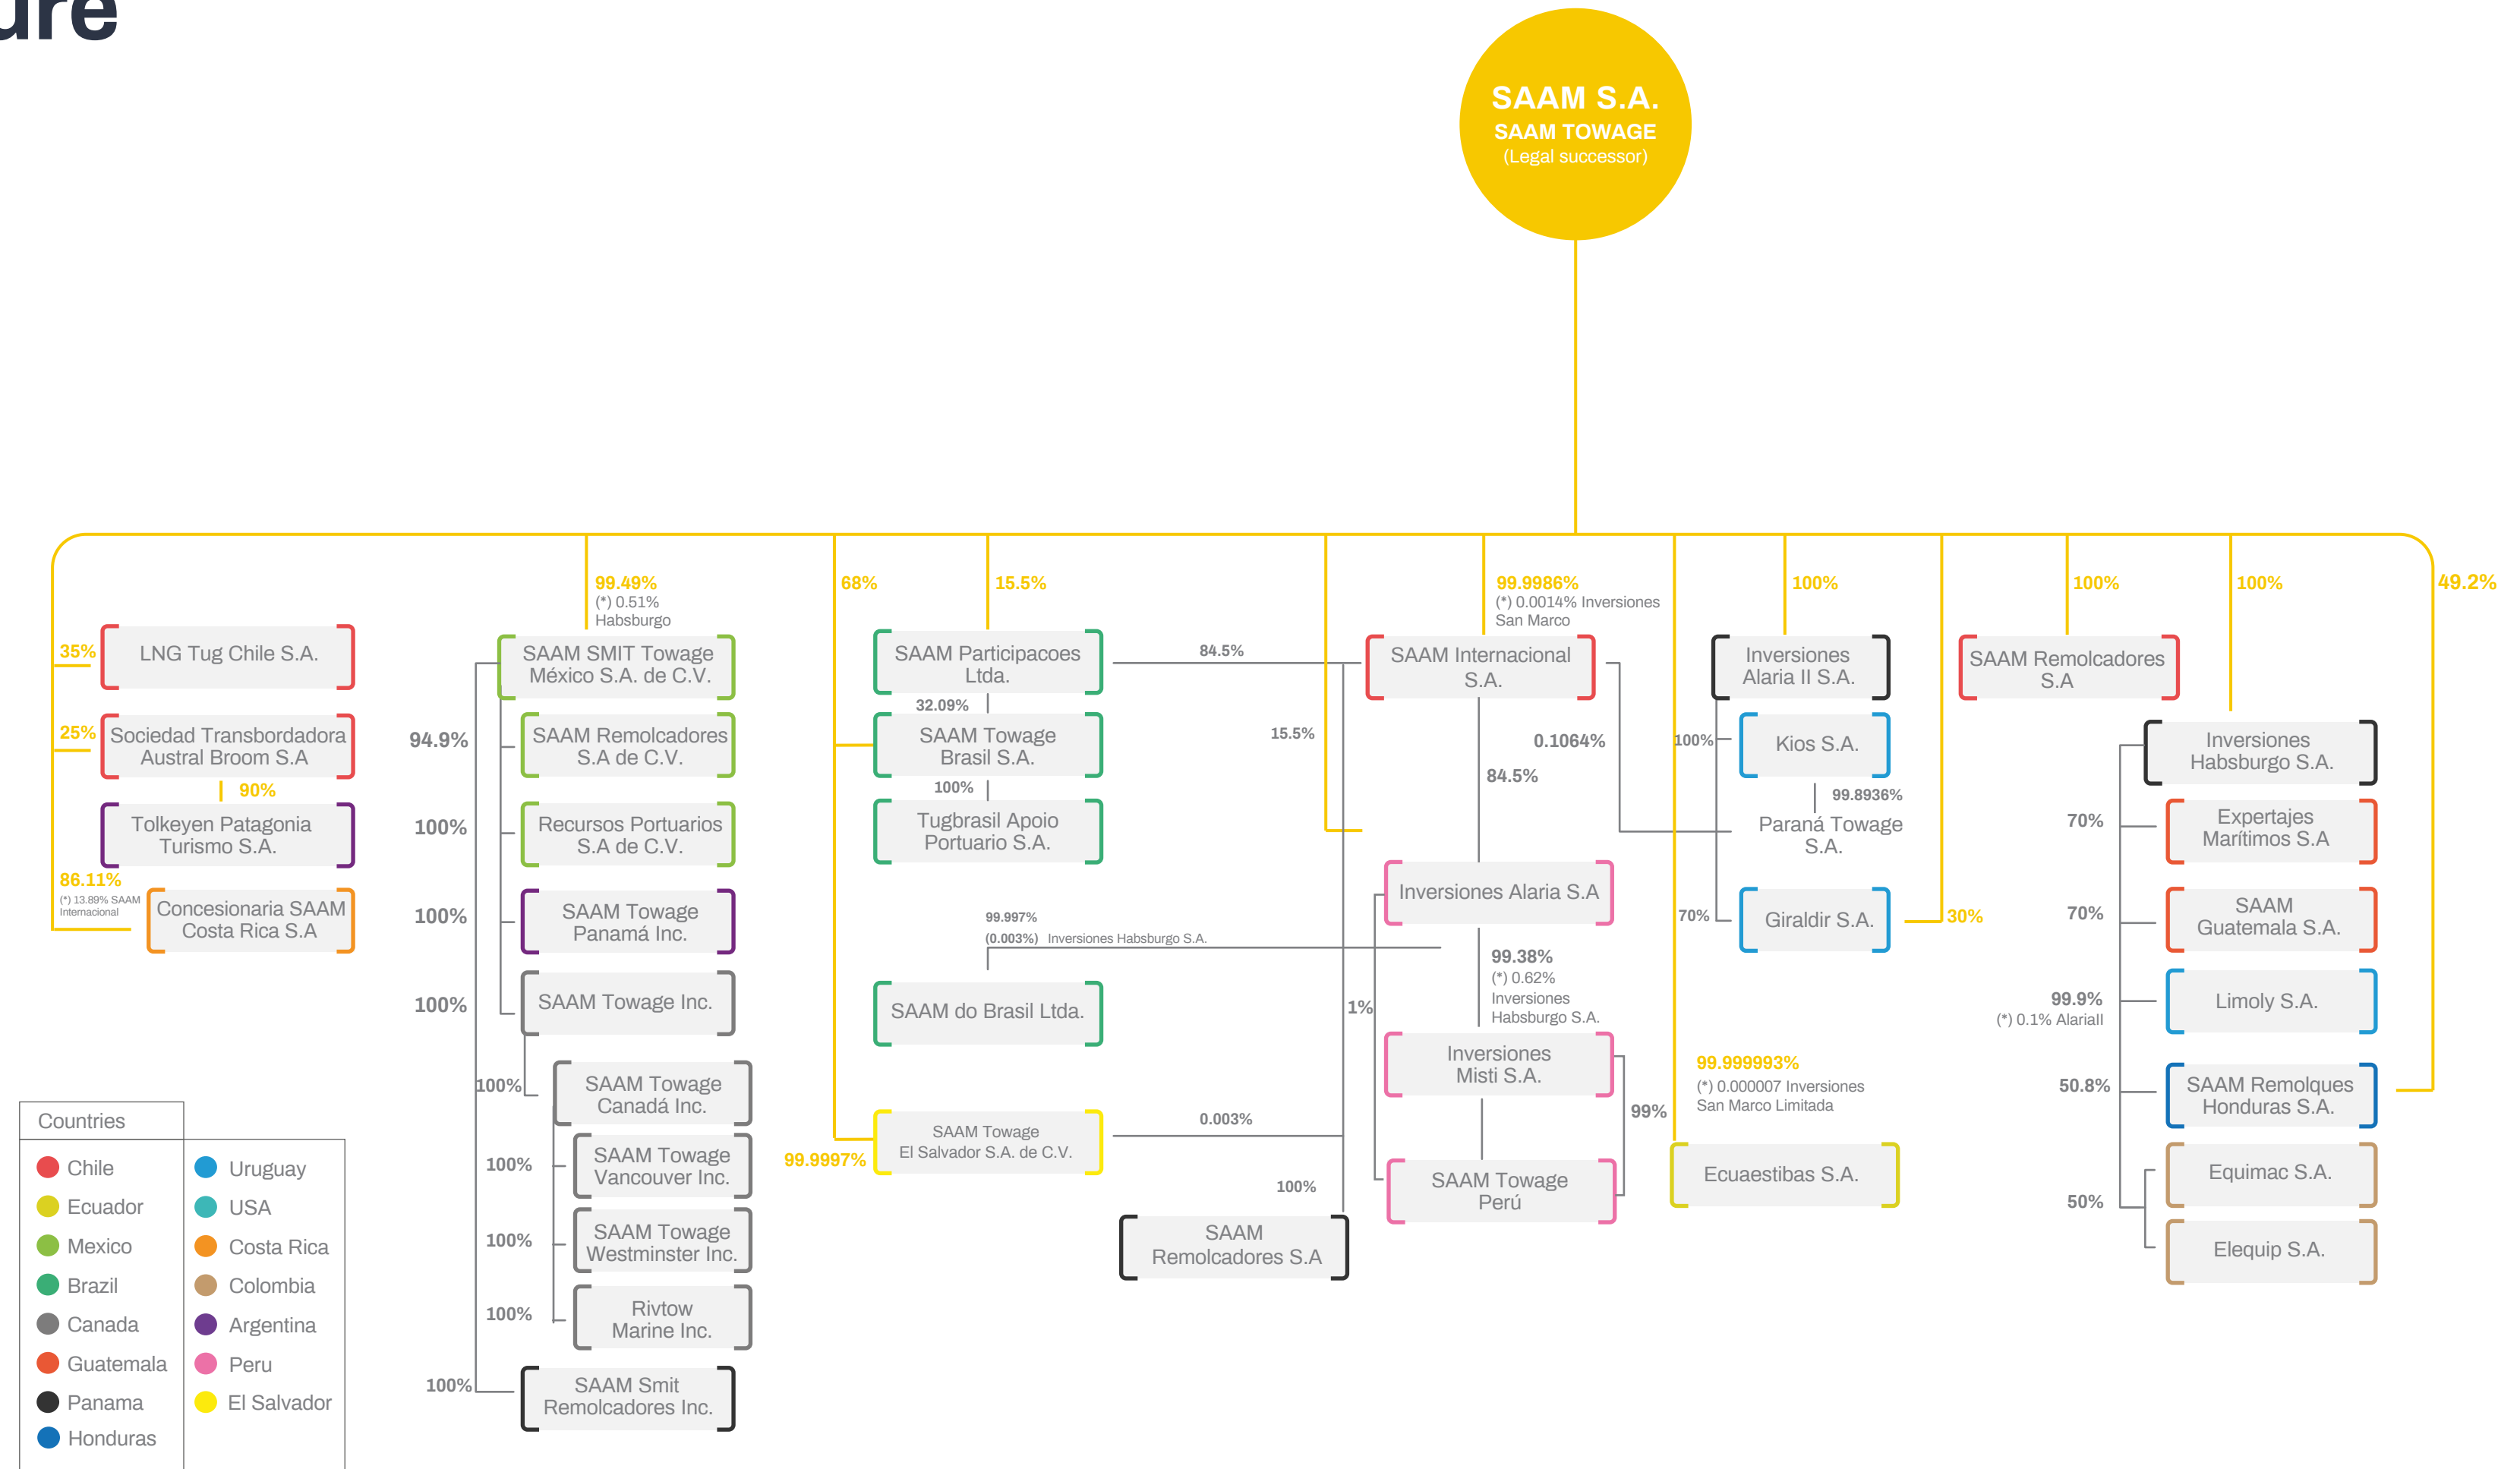 ure
SAAM S.A.
SAAM TOWAGE
(Legal successor)
35%
LNG Tug Chile S.A.
25%
Sociedad Transbordadora
Austral Broom S.A
90%
Tolkeyen Patagonia
Turismo S.A.
86.11%
(*) 13.89% SAAM
Internacional
Concesionaria SAAM
Costa Rica S.A
99.49%
(*) 0.51%
Habsburgo
SAAM SMIT Towage
México S.A. de C.V.
94.9%
SAAM Remolcadores
S.A de C.V.
100%
Recursos Portuarios
S.A de C.V.
100%
SAAM Towage
Panamá Inc.
100%
SAAM Towage Inc.
100%
SAAM Towage
Canadá Inc.
100%
SAAM Towage
Vancouver Inc.
100%
SAAM Towage
Westminster Inc.
100%
Rivtow
Marine Inc.
100%
SAAM Smit
Remolcadores Inc.
68%
15.5%
SAAM Participacoes
Ltda.
84.5%
32.09%
SAAM Towage
Brasil S.A.
100%
Tugbrasil Apoio
Portuario S.A.
99.997%
(0.003%) Inversiones Habsburgo S.A.
SAAM do Brasil Ltda.
99.9997%
SAAM Towage
El Salvador S.A. de C.V.
0.003%
100%
SAAM
Remolcadores S.A
15.5%
99.9986%
(*) 0.0014% Inversiones
San Marco
SAAM Internacional
S.A.
0.1064%
84.5%
Inversiones Alaria S.A
99.38%
(*) 0.62%
Inversiones
Habsburgo S.A.
1%
Inversiones
Misti S.A.
99%
SAAM Towage
Perú
99.999993%
(*) 0.000007 Inversiones
San Marco Limitada
Ecuaestibas S.A.
100%
Inversiones
Alaria II S.A.
100%
Kios S.A.
99.8936%
Paraná Towage
S.A.
70%
Giraldir S.A.
30%
100%
SAAM Remolcadores
S.A
100%
Inversiones
Habsburgo S.A.
70%
Expertajes
Marítimos S.A
70%
SAAM
Guatemala S.A.
99.9%
(*) 0.1% AlariaII
Limoly S.A.
49.2%
50.8%
SAAM Remolques
Honduras S.A.
50%
Equimac S.A.
Elequip S.A.
Countries
Chile
Ecuador
Mexico
Brazil
Canada
Guatemala
Panama
Honduras
Uruguay
USA
Costa Rica
Colombia
Argentina
Peru
El Salvador